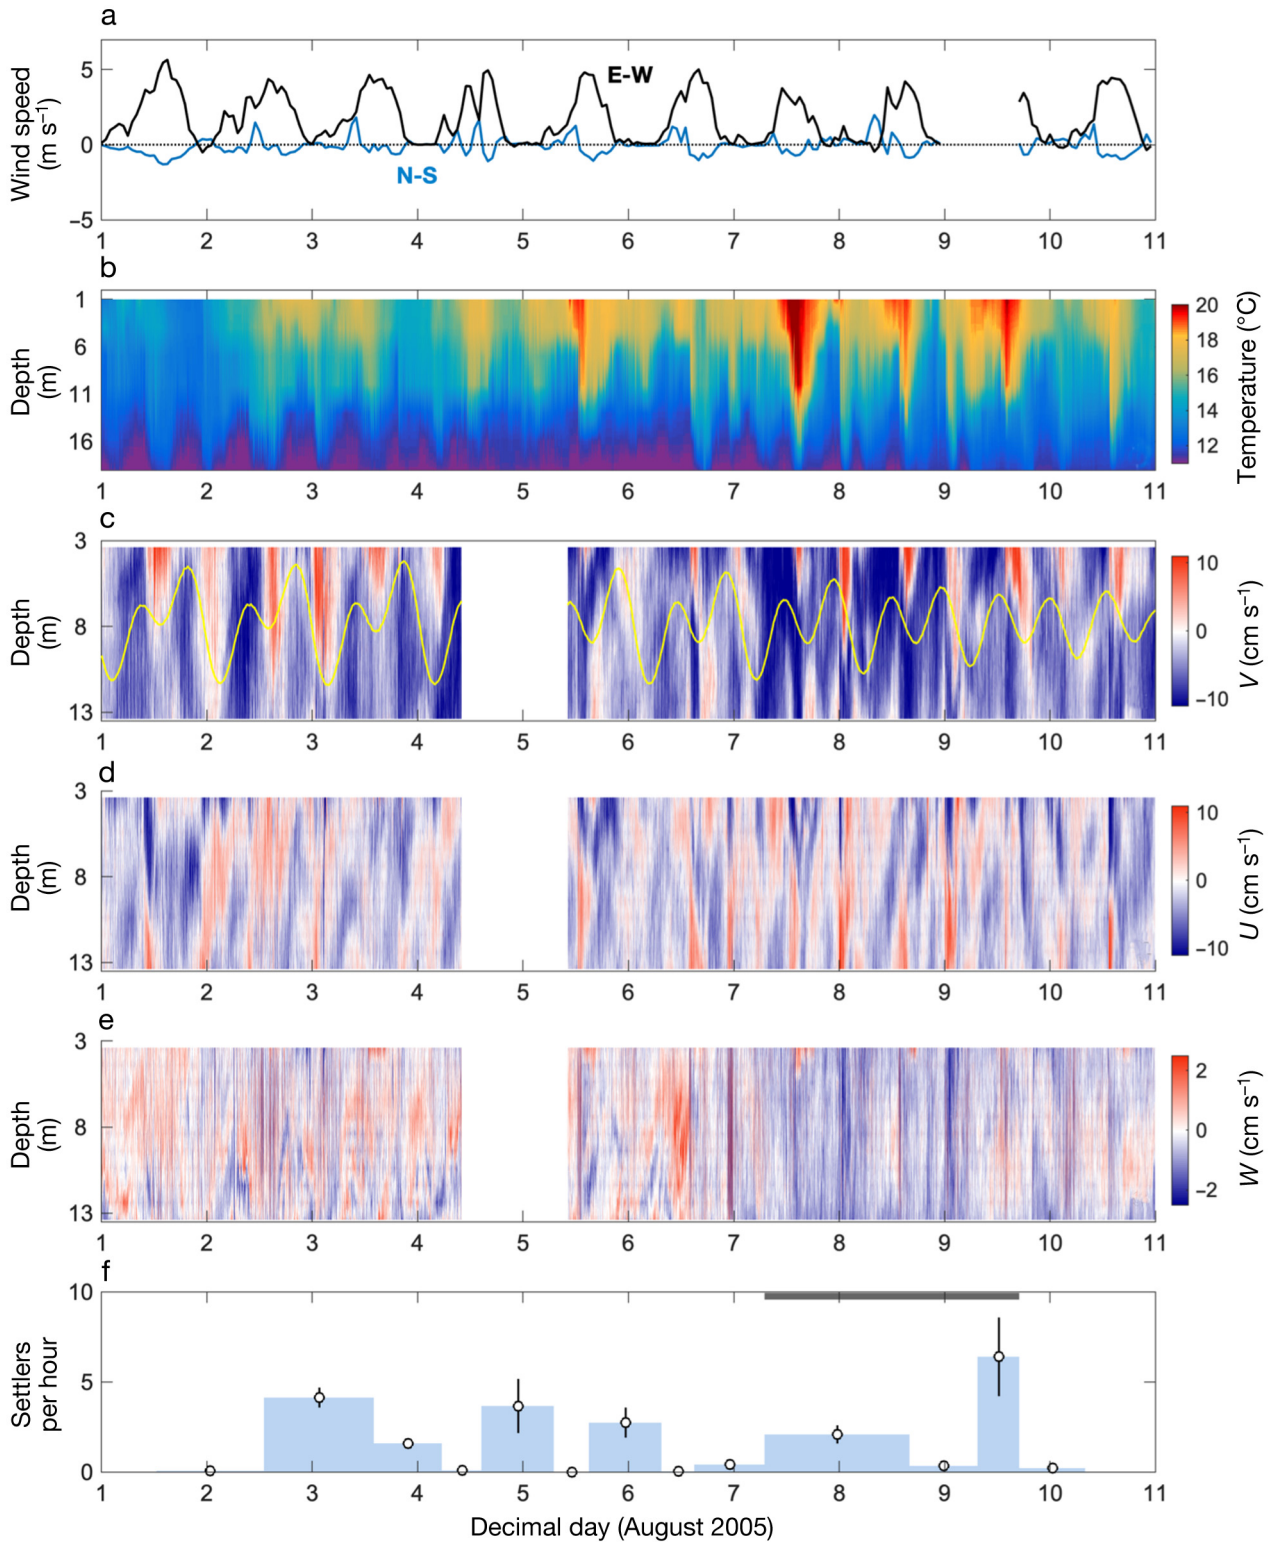 a
Wind speed
(m s⁻¹)
5
0
−5
E-W
N-S
1 2 3 4 5 6 7 8 9 10 11
b
Depth
(m)
1
6
11
16
1 2 3 4 5 6 7 8 9 10 11
20
18
16
14
12
Temperature (°C)
c
Depth
(m)
3
8
13
1 2 3 4 5 6 7 8 9 10 11
10
0
−10
V (cm s⁻¹)
d
Depth
(m)
3
8
13
1 2 3 4 5 6 7 8 9 10 11
10
0
−10
U (cm s⁻¹)
e
Depth
(m)
3
8
13
1 2 3 4 5 6 7 8 9 10 11
2
0
−2
W (cm s⁻¹)
f
Settlers
per hour
10
5
0
1 2 3 4 5 6 7 8 9 10 11
Decimal day (August 2005)